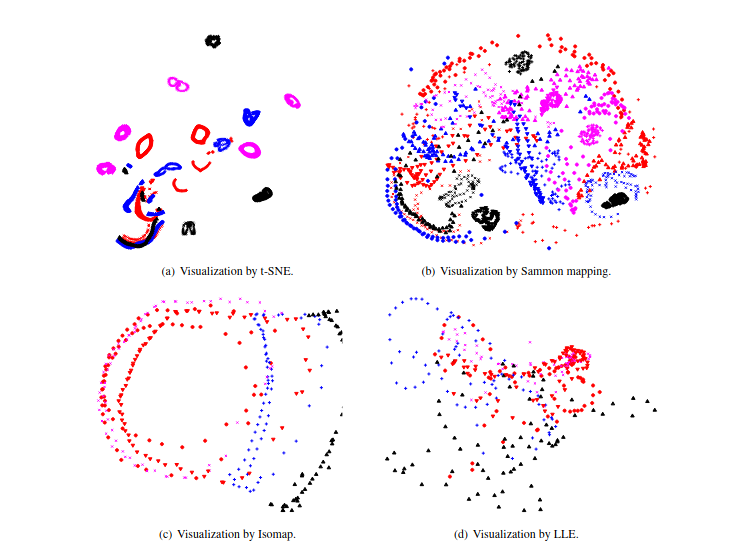 (a) Visualization by t-SNE.
(b) Visualization by Sammon mapping.
(c) Visualization by Isomap.
(d) Visualization by LLE.